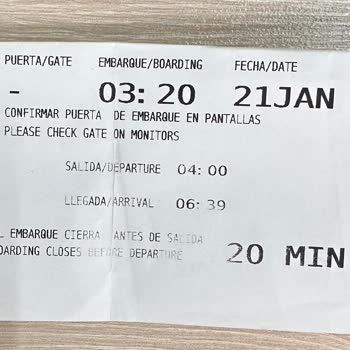 PUERTA/GATE EMBARQUE/BOARDING FECHA/DATE
- 03:20 21JAN
CONFIRMAR PUERTA DE EMBARQUE EN PANTALLAS
PLEASE CHECK GATE ON MONITORS
SALIDA/DEPARTURE 04:00
LLEGADA/ARRIVAL 06:39
L EMBARQUE CIERRA ANTES DE SALIDA
OARDING CLOSES BEFORE DEPARTURE 20 MIN